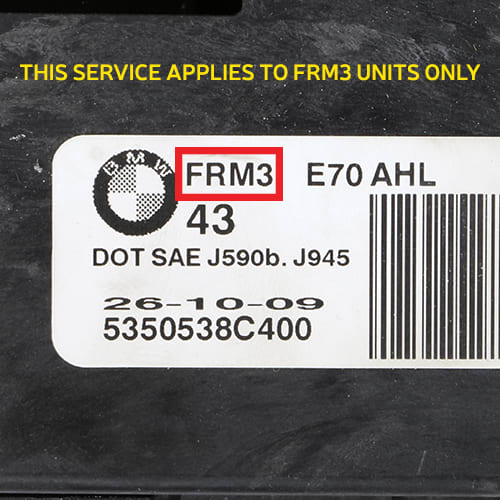 THIS SERVICE APPLIES TO FRM3 UNITS ONLY
BMW FRM3 E70 AHL
43
DOT SAE J590b. J945
26-10-09
5350538C400